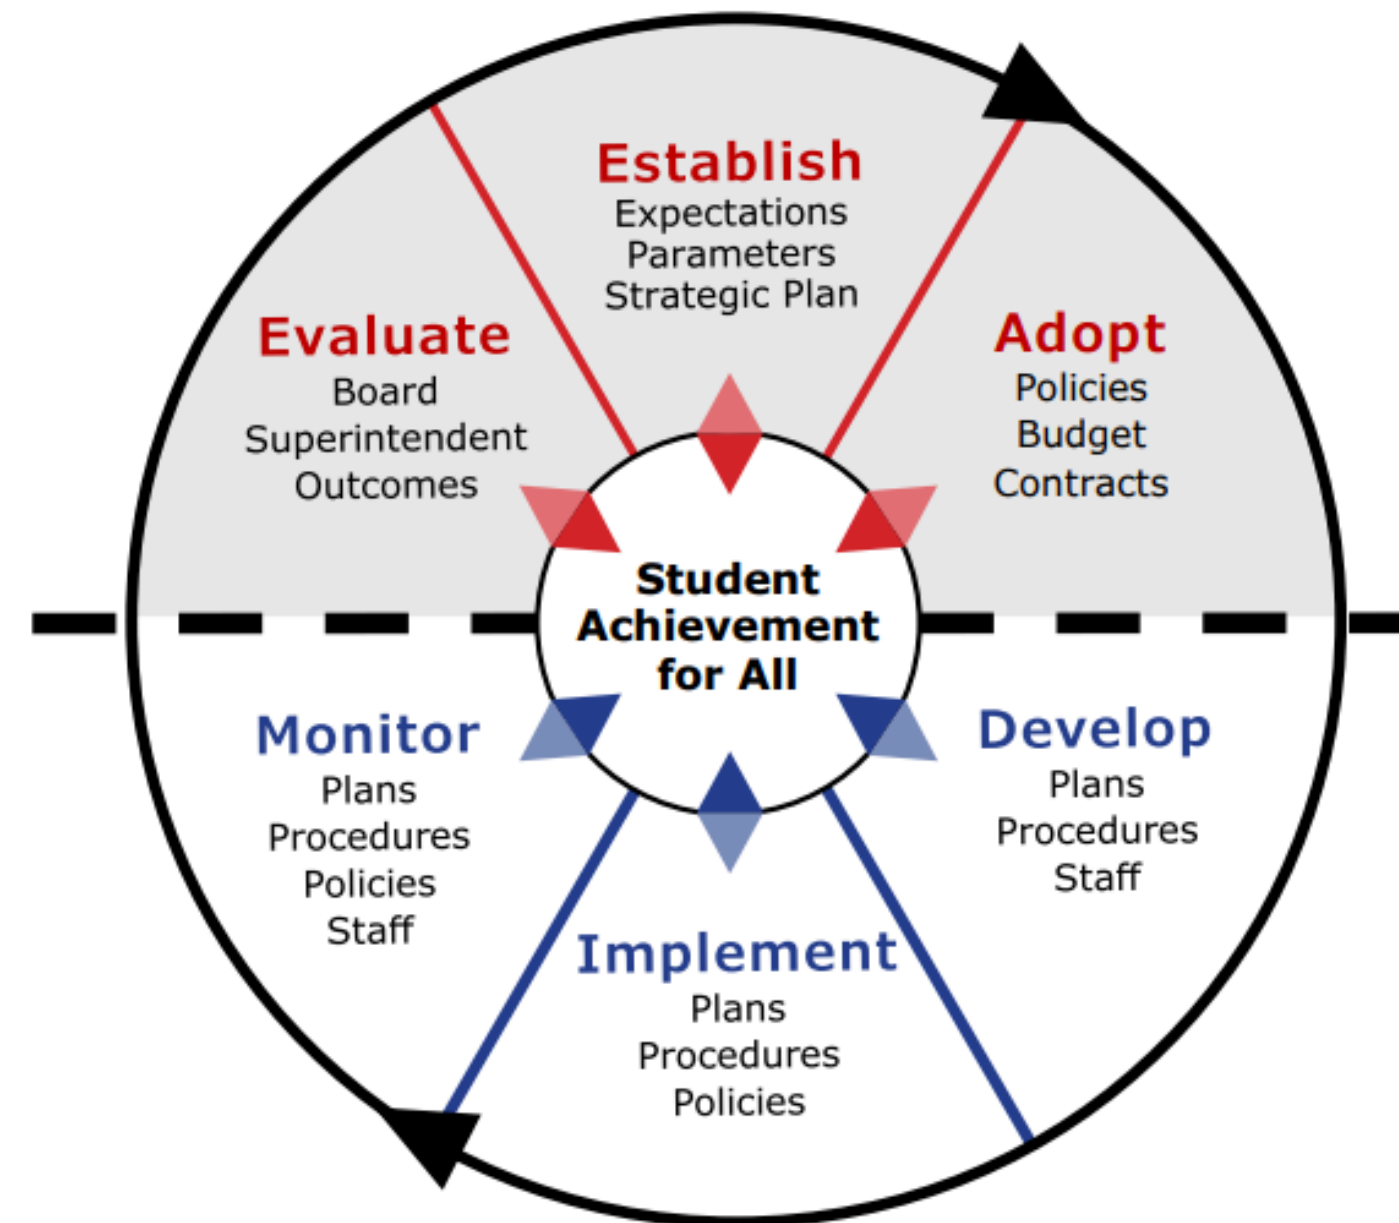 Establish
Expectations
Parameters
Strategic Plan
Adopt
Policies
Budget
Contracts
Develop
Plans
Procedures
Staff
Implement
Plans
Procedures
Policies
Monitor
Plans
Procedures
Policies
Staff
Evaluate
Board
Superintendent
Outcomes
Student
Achievement
for All